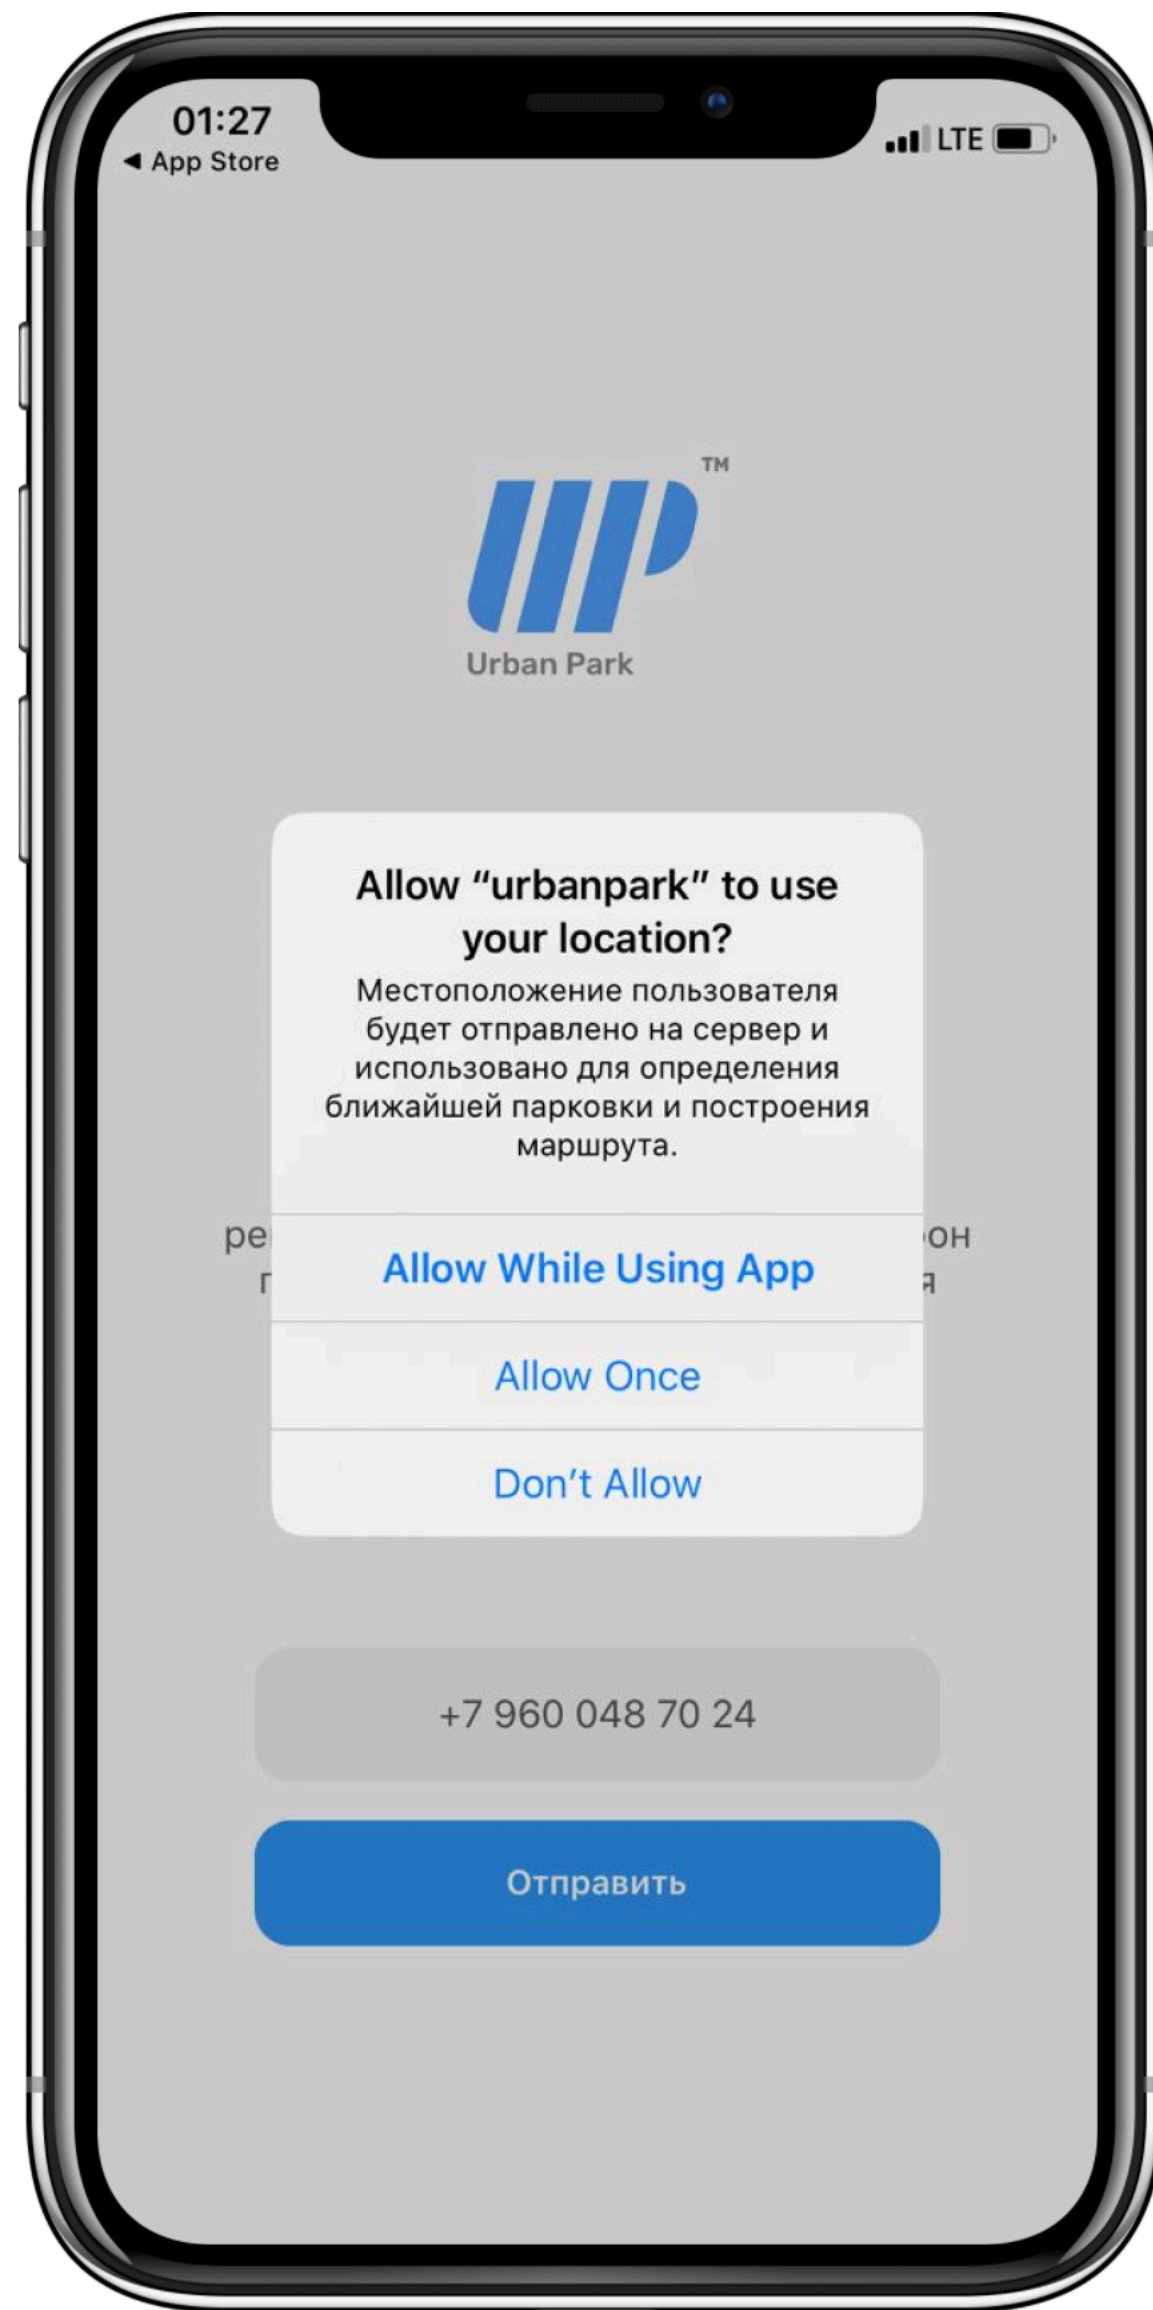 01:27
◀ App Store
LTE
TM
Urban Park
Allow “urbanpark” to use
your location?
Местоположение пользователя
будет отправлено на сервер и
использовано для определения
ближайшей парковки и построения
маршрута.
Allow While Using App
Allow Once
Don’t Allow
+7 960 048 70 24
Отправить